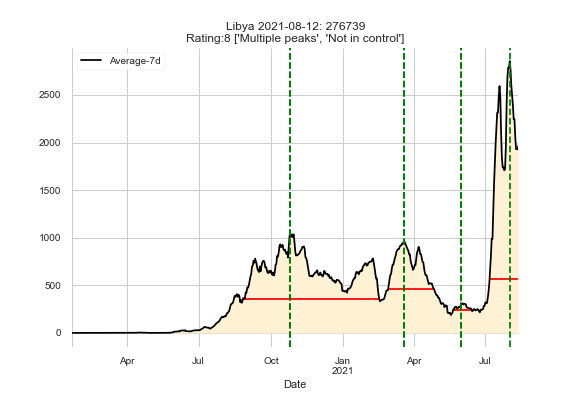 Libya 2021-08-12: 276739
Rating:8 ['Multiple peaks', 'Not in control']
Average-7d
2500
2000
1500
1000
500
0
Apr Jul Oct Jan Apr Jul
2021
Date